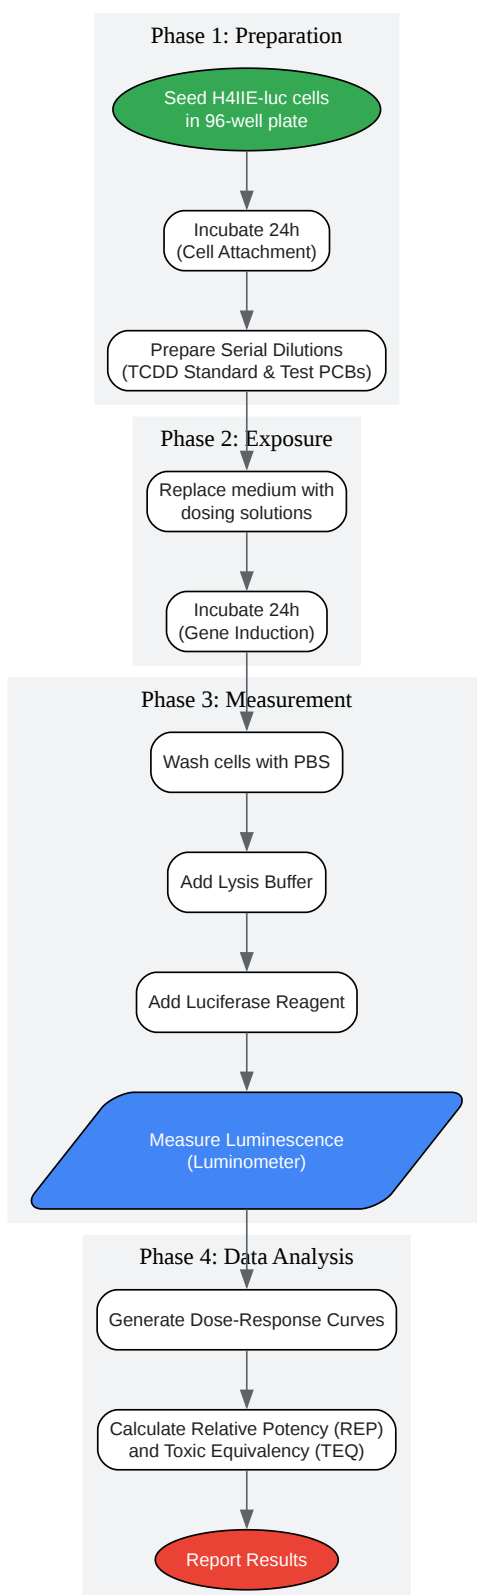 Phase 1: Preparation
Seed H4IIE-luc cells
in 96-well plate
Incubate 24h
(Cell Attachment)
Prepare Serial Dilutions
(TCDD Standard & Test PCBs)
Phase 2: Exposure
Replace medium with
dosing solutions
Incubate 24h
(Gene Induction)
Phase 3: Measurement
Wash cells with PBS
Add Lysis Buffer
Add Luciferase Reagent
Measure Luminescence
(Luminometer)
Phase 4: Data Analysis
Generate Dose-Response Curves
Calculate Relative Potency (REP)
and Toxic Equivalency (TEQ)
Report Results